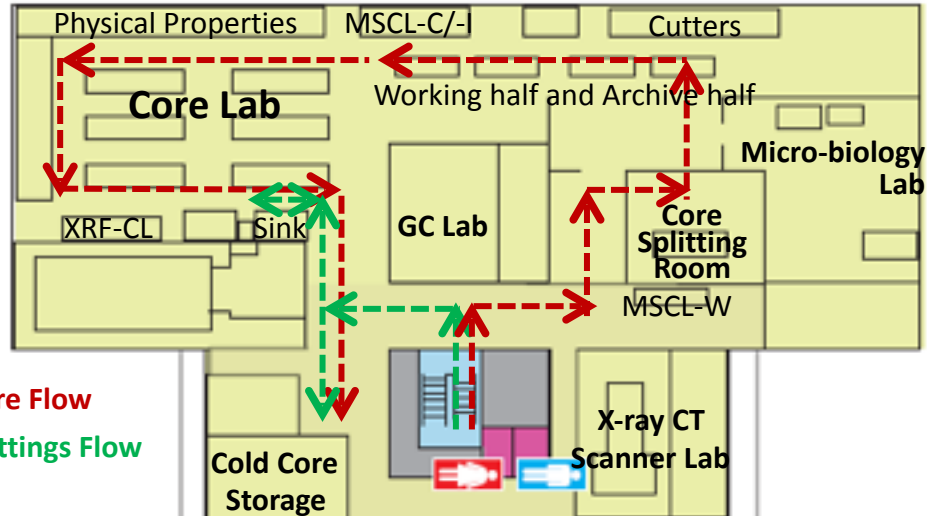 Physical Properties
MSCL-C/-I
Cutters
Core Lab
Working half and Archive half
Micro-biology
Lab
XRF-CL
Sink
GC Lab
Core
Splitting
Room
MSCL-W
re Flow
ttings Flow
X-ray CT
Scanner Lab
Cold Core
Storage